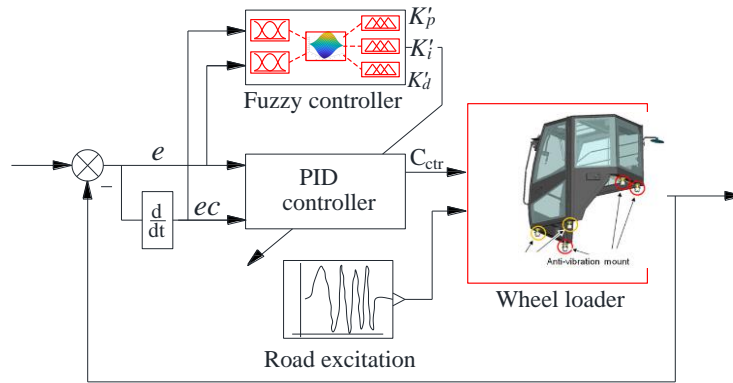 K'p
K'i
K'd
Fuzzy controller
e
Cctr
PID
controller
−
d
dt
ec
Anti-vibration mount
Wheel loader
Road excitation